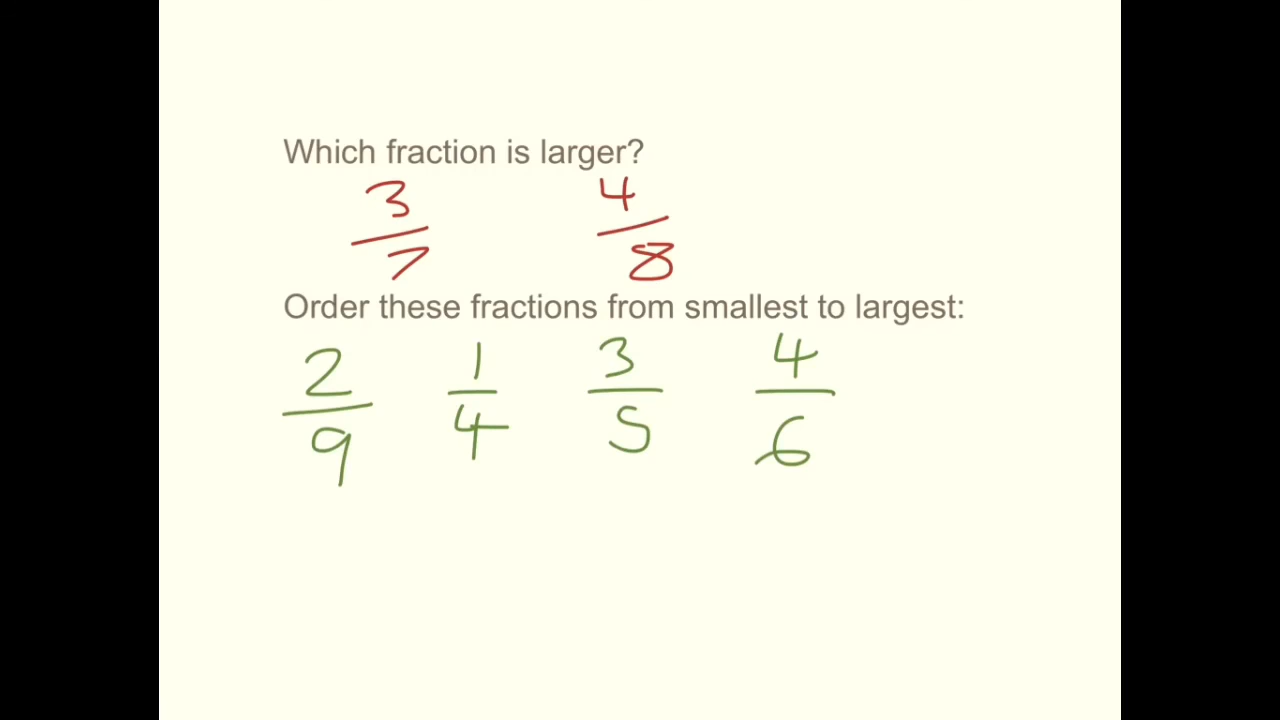 Which fraction is larger?
3/7 4/8
Order these fractions from smallest to largest:
2/9 1/4 3/5 4/6